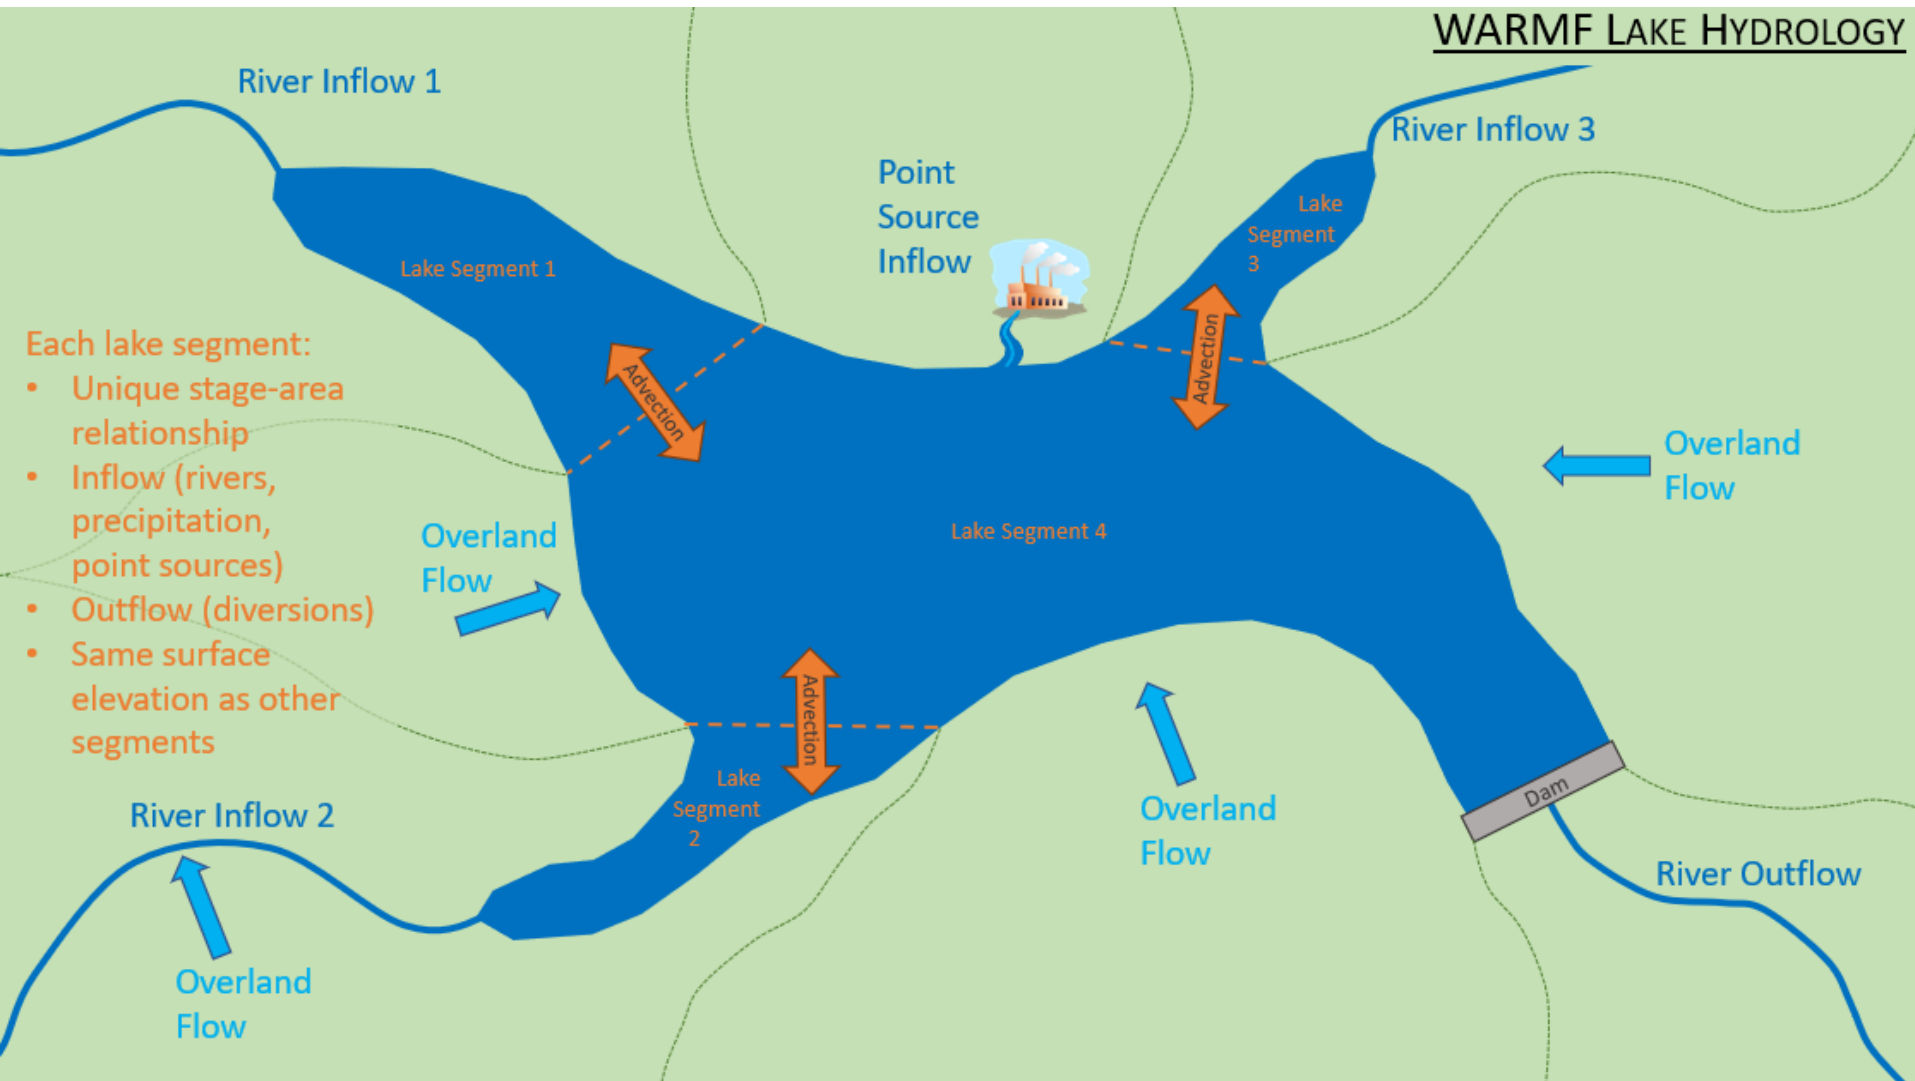 WARMF LAKE HYDROLOGY
River Inflow 1
River Inflow 3
Point
Source
Inflow
Lake
Segment
3
Lake Segment 1
Advection
Advection
Each lake segment:
• Unique stage-area
relationship
• Inflow (rivers,
precipitation,
point sources)
• Outflow (diversions)
• Same surface
elevation as other
segments
Overland
Flow
Overland
Flow
Lake Segment 4
Advection
Lake
Segment
2
River Inflow 2
Overland
Flow
Overland
Flow
Dam
River Outflow